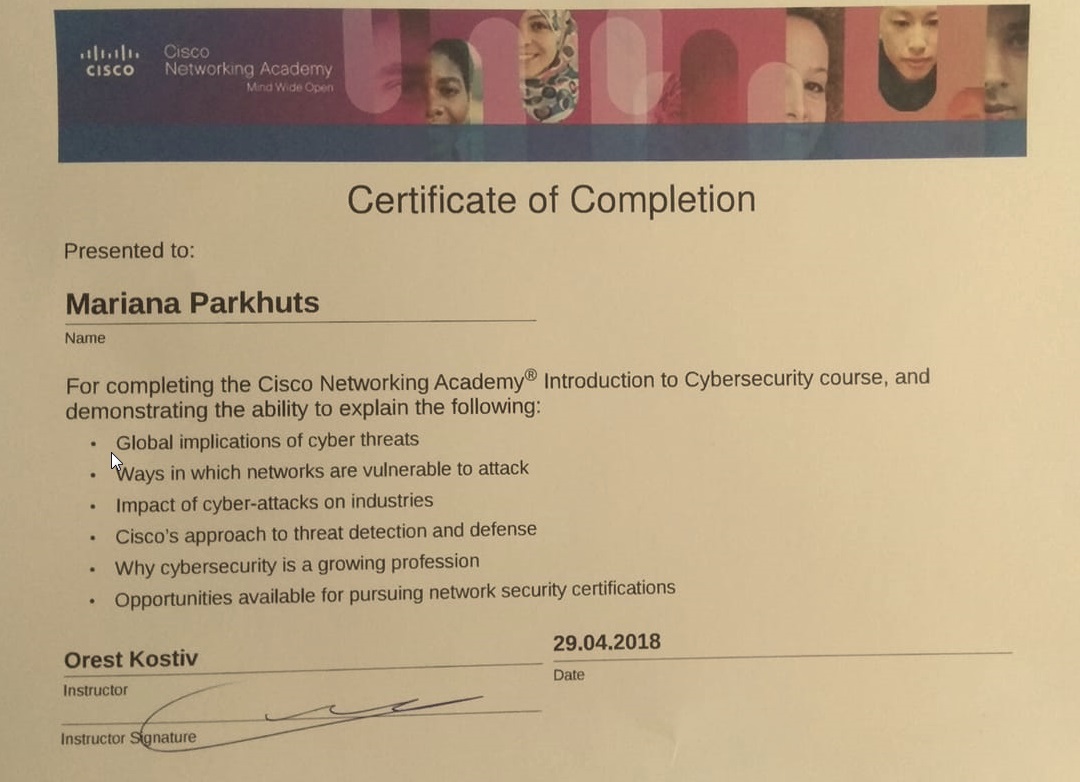 CISCO
Cisco
Networking Academy
Mind Wide Open
Certificate of Completion
Presented to:
Mariana Parkhuts
Name
For completing the Cisco Networking Academy® Introduction to Cybersecurity course, and
demonstrating the ability to explain the following:
• Global implications of cyber threats
• Ways in which networks are vulnerable to attack
• Impact of cyber-attacks on industries
• Cisco's approach to threat detection and defense
• Why cybersecurity is a growing profession
• Opportunities available for pursuing network security certifications
Orest Kostiv
Instructor
29.04.2018
Date
Instructor Signature